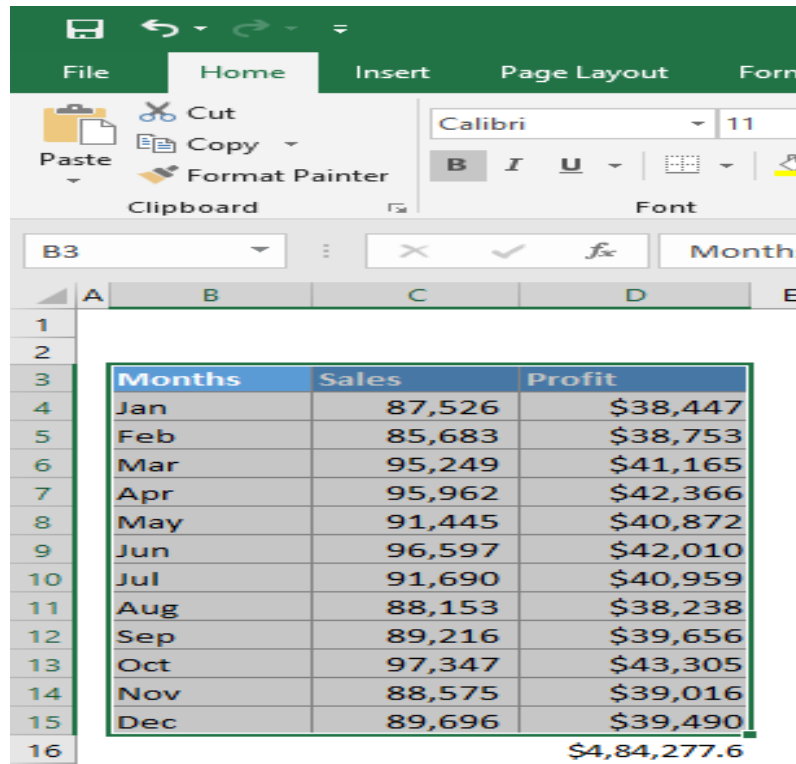 File Home Insert Page Layout Forn
Cut
Copy
Paste
Format Painter
Clipboard
Calibri 11
B I U
Font
B3 fx Month
A B C D E
1
2
3 Months Sales Profit
4 Jan 87,526 $38,447
5 Feb 85,683 $38,753
6 Mar 95,249 $41,165
7 Apr 95,962 $42,366
8 May 91,445 $40,872
9 Jun 96,597 $42,010
10 Jul 91,690 $40,959
11 Aug 88,153 $38,238
12 Sep 89,216 $39,656
13 Oct 97,347 $43,305
14 Nov 88,575 $39,016
15 Dec 89,696 $39,490
16 $4,84,277.6